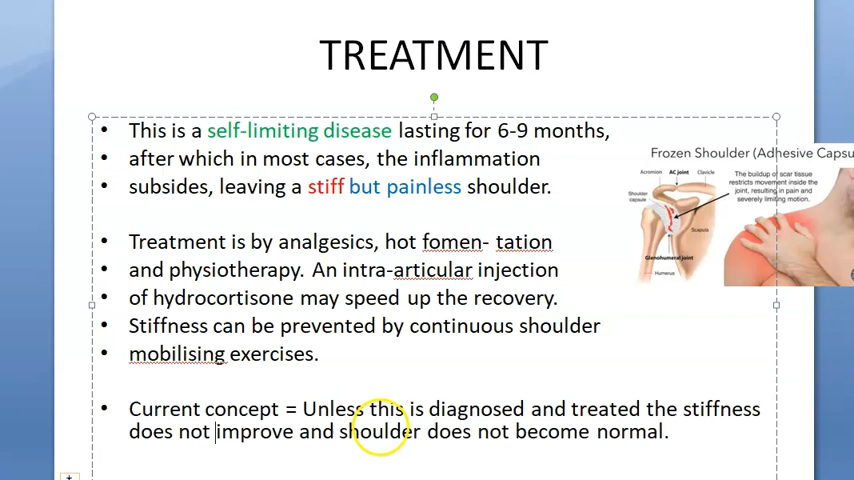 TREATMENT
• This is a self-limiting disease lasting for 6-9 months,
• after which in most cases, the inflammation
• subsides, leaving a stiff but painless shoulder.
• Treatment is by analgesics, hot fomen- tation
• and physiotherapy. An intra-articular injection
• of hydrocortisone may speed up the recovery.
• Stiffness can be prevented by continuous shoulder
• mobilising exercises.
• Current concept = Unless this is diagnosed and treated the stiffness
does not improve and shoulder does not become normal.
Frozen Shoulder (Adhesive Capsu
Acromion AC joint Clavicle
Shoulder
capsule
Scapula
Glenohumeral joint
Humerus
The buildup of scar tissue
restricts movement inside the
joint, resulting in pain and
severely limiting motion.